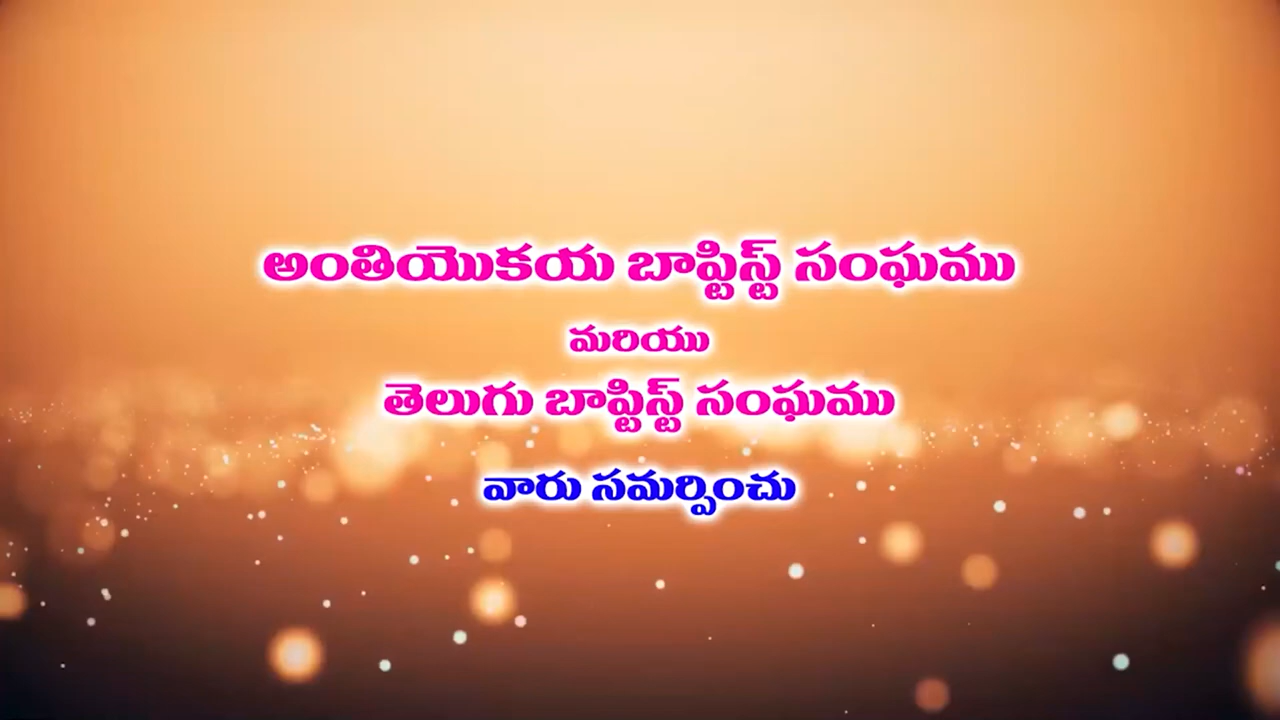 అంతియొకయ బాప్టిస్ట్ సంఘము
మరియు
తెలుగు బాప్టిస్ట్ సంఘము
వారు సమర్పించు